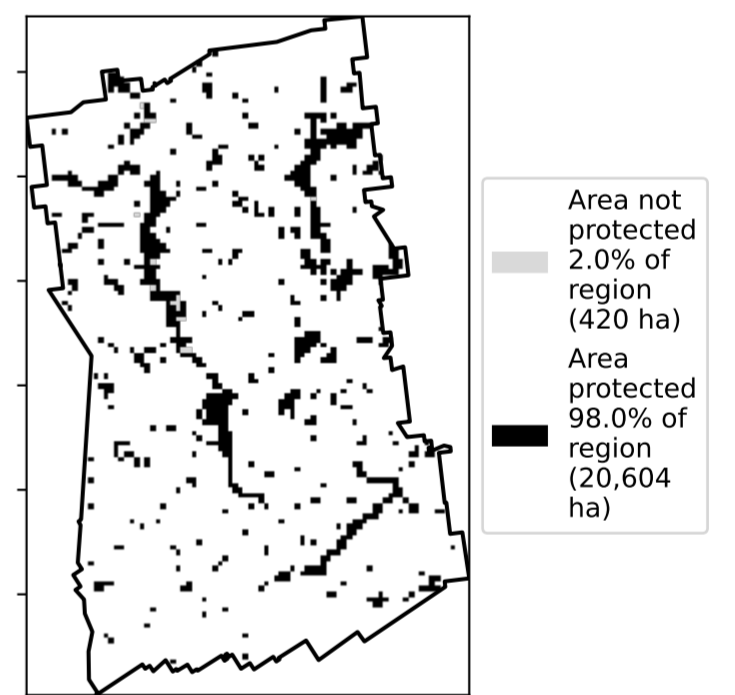 Area not
protected
2.0% of
region
(420 ha)
Area
protected
98.0% of
region
(20,604
ha)